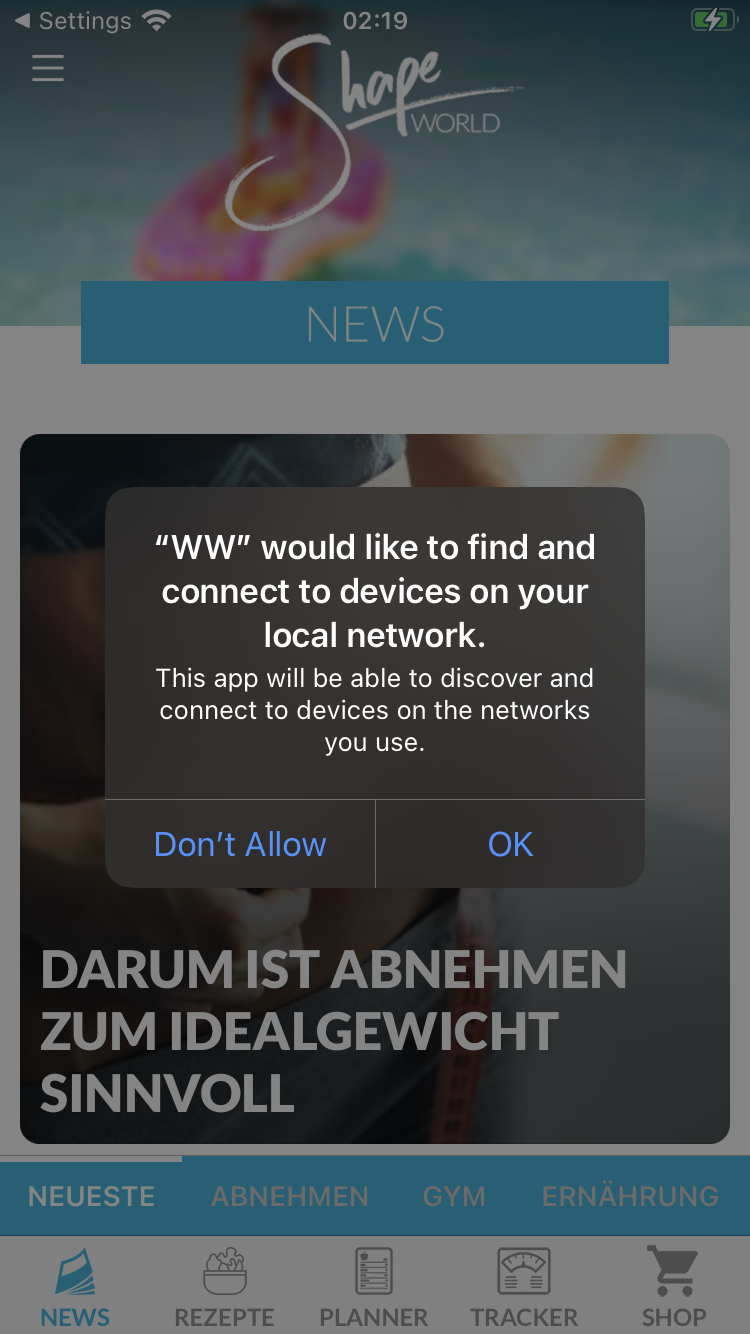 Settings
02:19
Shape
WORLD
NEWS
“WW” would like to find and
connect to devices on your
local network.
This app will be able to discover and
connect to devices on the networks
you use.
Don’t Allow
OK
DARUM IST ABNEHMEN
ZUM IDEALGEWICHT
SINNVOLL
NEUESTE ABNEHMEN GYM ERNÄHRUNG
NEWS REZEPTE PLANNER TRACKER SHOP